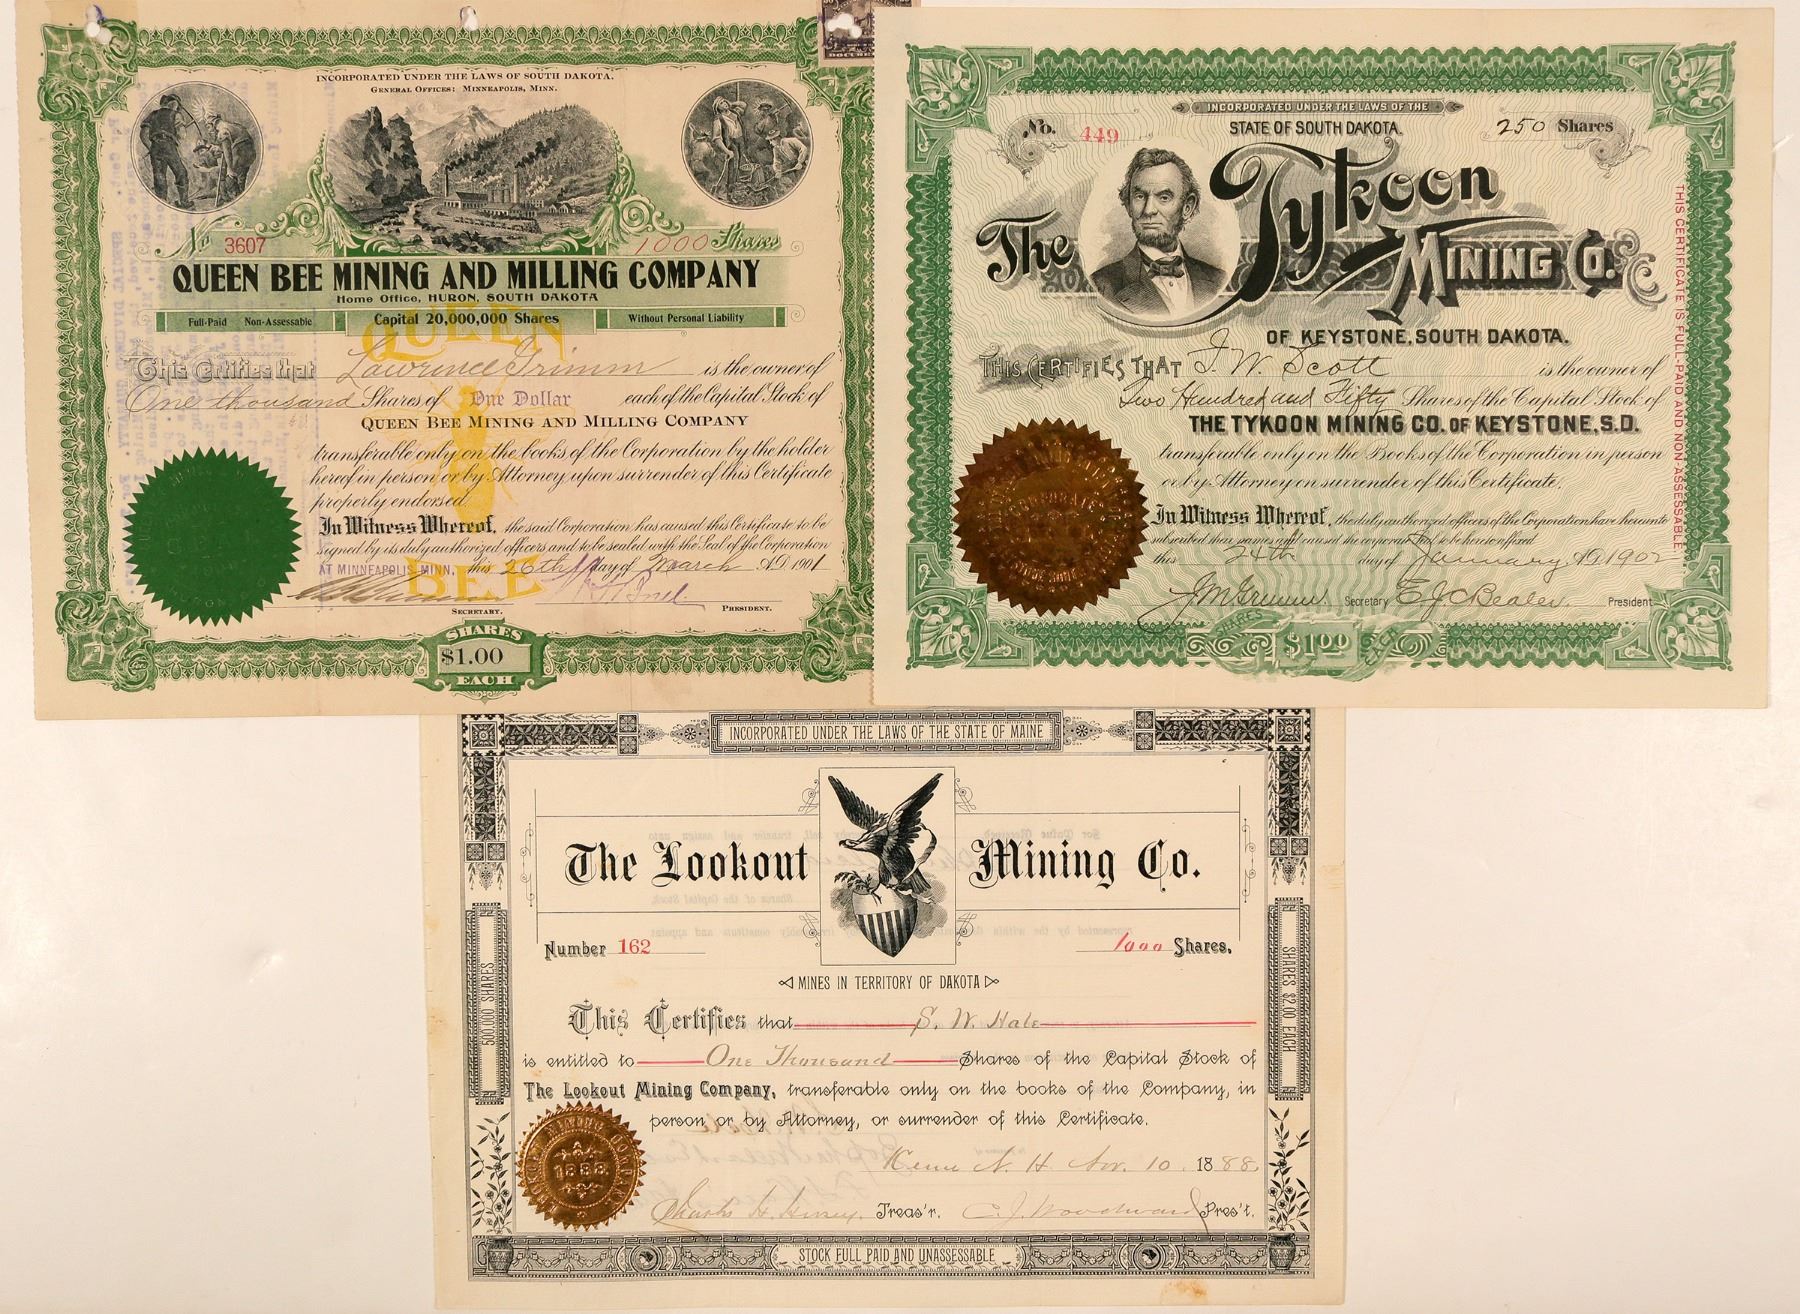 INCORPORATED UNDER THE LAWS OF SOUTH DAKOTA.
GENERAL OFFICES: MINNEAPOLIS, MINN.
No 3607
1000 Shares
QUEEN BEE MINING AND MILLING COMPANY
Home Office, HURON, SOUTH DAKOTA
Full-Paid Non-Assessable
Capital 20,000,000 Shares
Without Personal Liability
QUEEN
This Certifies that Lawrence Grimm is the owner of
One thousand Shares of One Dollar each of the Capital Stock of
QUEEN BEE MINING AND MILLING COMPANY
transferable only on the books of the Corporation by the holder
hereof in person or by Attorney upon surrender of this Certificate
properly endorsed.
In Witness Whereof, the said Corporation has caused this Certificate to be
signed by its duly authorized officers and to be sealed with the Seal of the Corporation
AT MINNEAPOLIS MINN, this 26th day of March A.D. 1901
BEE
SECRETARY.
PRESIDENT.
SHARES
$1.00
EACH
INCORPORATED UNDER THE LAWS OF THE
STATE OF SOUTH DAKOTA.
No. 449
250 Shares
The Tykoon
Mining Co.
OF KEYSTONE, SOUTH DAKOTA.
THIS CERTIFIES THAT J. W. Scott is the owner of
Two Hundred and Fifty Shares of the Capital Stock of
THE TYKOON MINING CO. OF KEYSTONE, S.D.
transferable only on the Books of the Corporation in person
or by Attorney on surrender of this Certificate.
In Witness Whereof, the duly authorized officers of the Corporation have hereunto
subscribed their names and caused the corporate Seal to be hereto affixed
this 24th day of January A.D. 1902
Secretary
President
SHARES $1.00 EACH
THIS CERTIFICATE IS FULL-PAID AND NON-ASSESSABLE.
INCORPORATED UNDER THE LAWS OF THE STATE OF MAINE
The Lookout Mining Co.
Number 162
1000 Shares.
MINES IN TERRITORY OF DAKOTA
This Certifies that S. W. Hale
is entitled to One Thousand Shares of the Capital Stock of
The Lookout Mining Company, transferable only on the books of the Company, in
person or by Attorney, or surrender of this Certificate.
Keene N. H. Nov. 10 1888.
Charles H. Hersey. Treas'r. C. J. Woodward Pres't.
LOOKOUT MINING COMPANY
1883
500,000 SHARES
SHARES $2.00 EACH
STOCK FULL PAID AND UNASSESSABLE